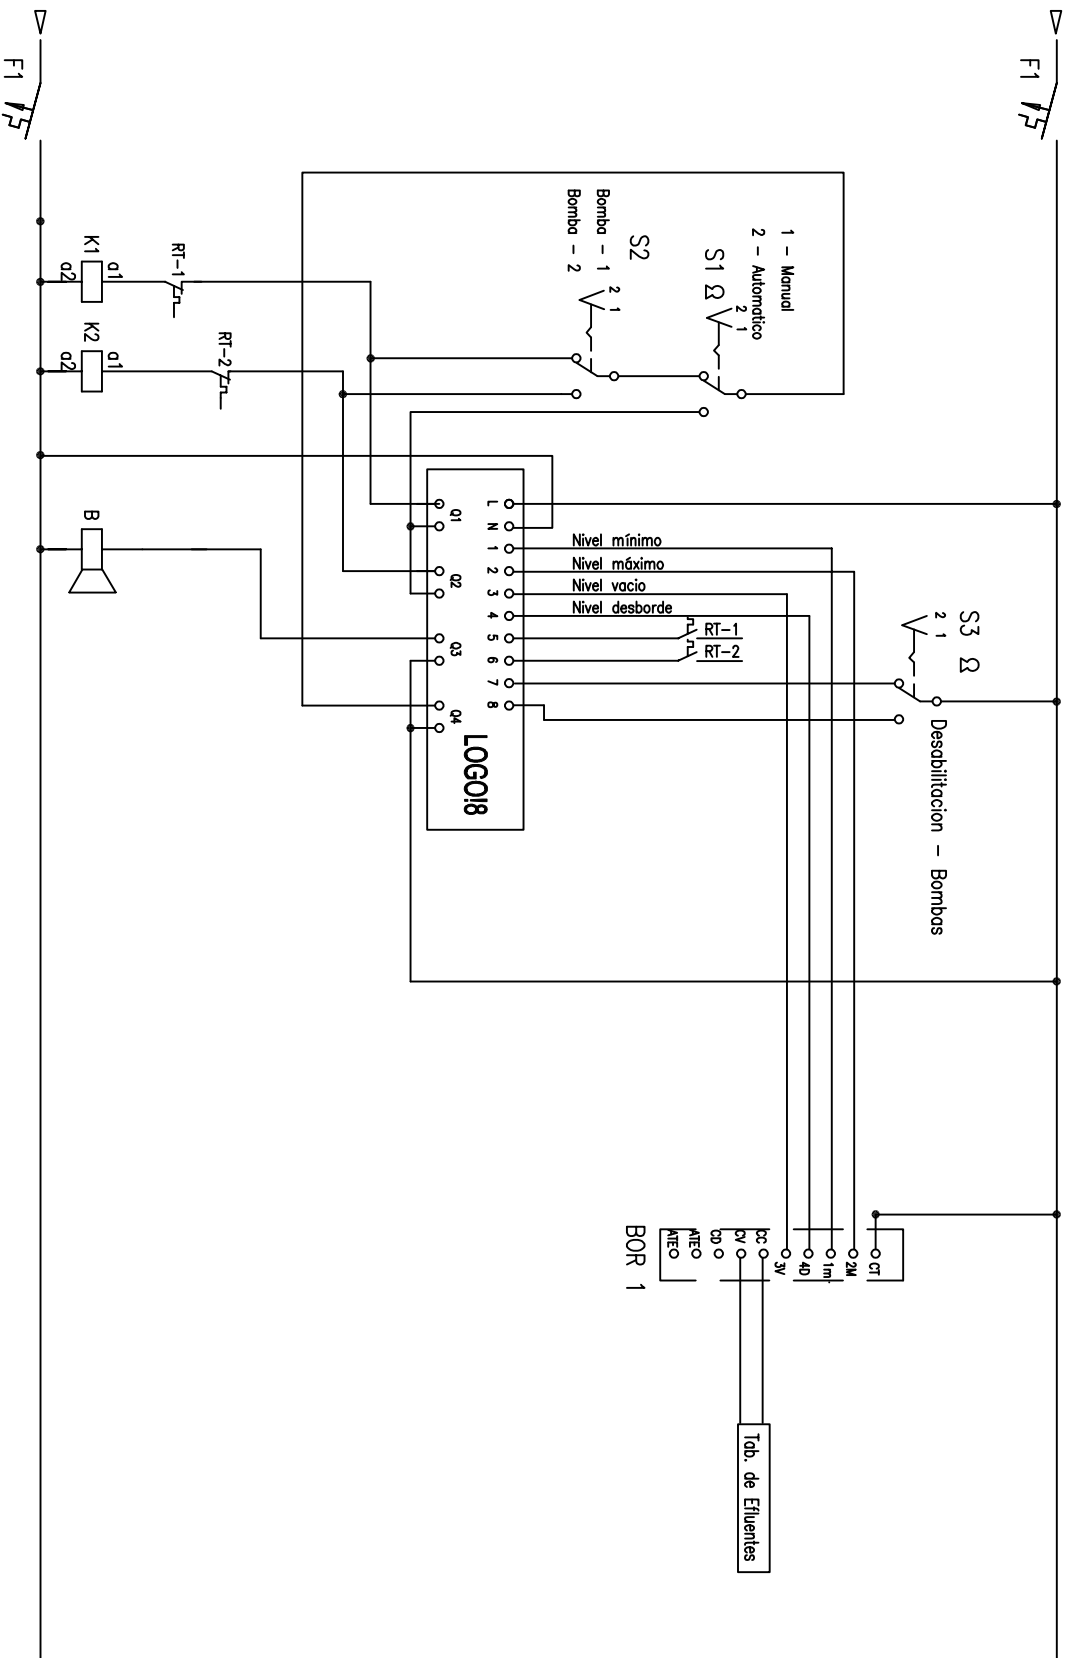 F1
F1
1 - Manual
2 - Automatico
S1
2 1
S2
Bomba - 1
Bomba - 2
2 1
K1
a1
a2
RT-1
K2
a1
a2
RT-2
B
L
N
1
2
3
4
5
6
7
8
Q1
Q2
Q3
Q4
LOGO!8
Nivel mínimo
Nivel máximo
Nivel vacio
Nivel desborde
RT-1
RT-2
S3
2 1
Desabilitacion - Bombas
CT
2M
1m
4D
3V
CC
CV
CD
ATE
ATE
BOR 1
Tab. de Efluentes